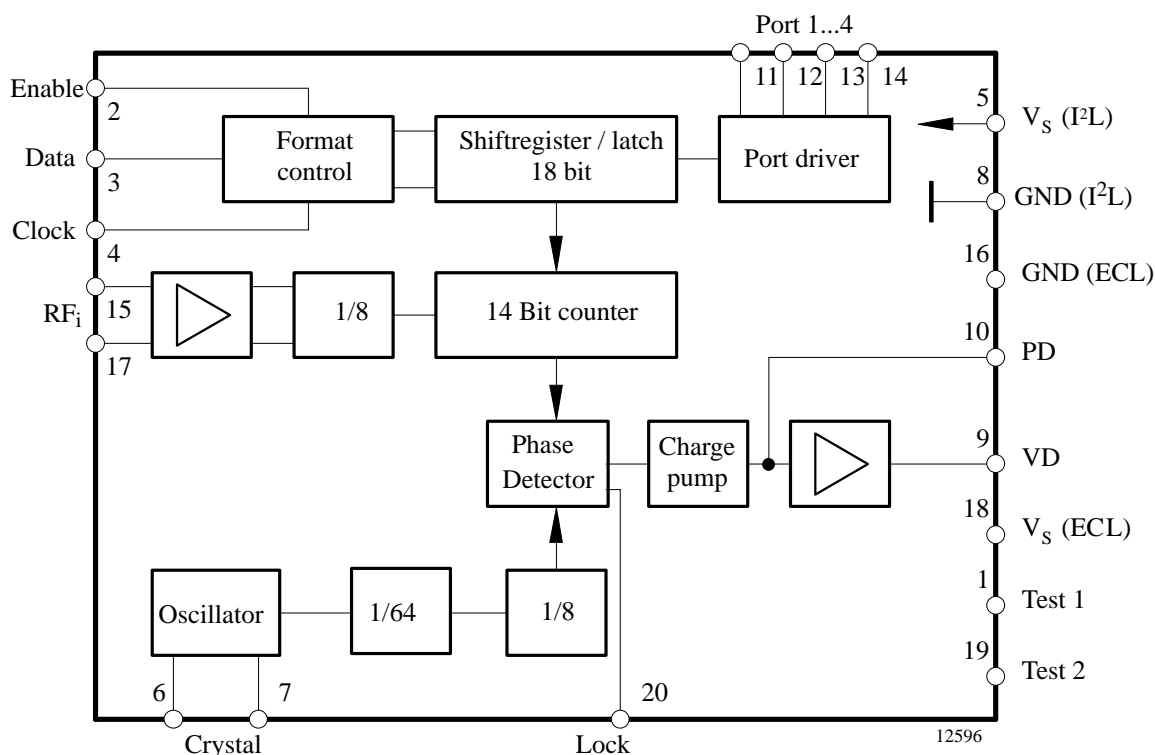 Port 1...4
11 12 13 14
Enable
2
Data
3
Clock
4
Format
control
Shiftregister / latch
18 bit
Port driver
5
V_S (I²L)
8
GND (I²L)
16
GND (ECL)
RF_i
15
17
1/8
14 Bit counter
10
PD
Phase
Detector
Charge
pump
9
VD
18
V_S (ECL)
Oscillator
1/64
1/8
1
Test 1
19
Test 2
6
7
20
Crystal
Lock
12596